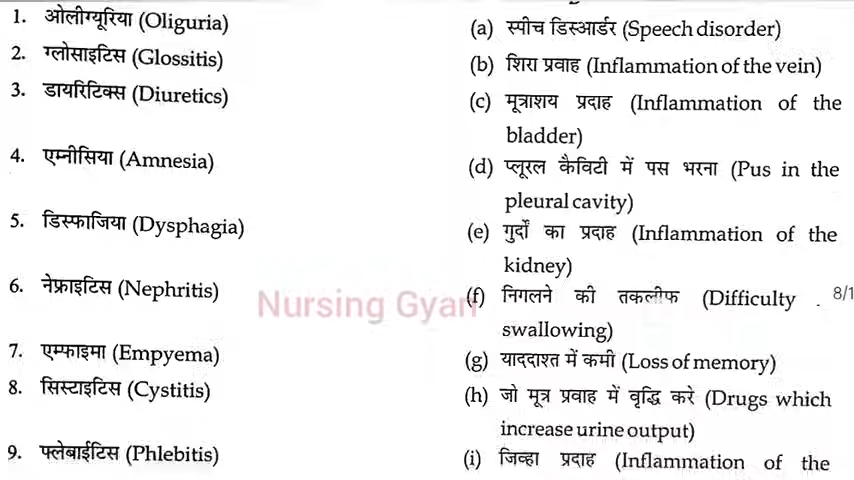 1. ओलीग्यूरिया (Oliguria)
2. ग्लोसाइटिस (Glossitis)
3. डायरिटिक्स (Diuretics)
4. एम्नीसिया (Amnesia)
5. डिस्फाजिया (Dysphagia)
6. नेफ्राइटिस (Nephritis)
7. एम्फाइमा (Empyema)
8. सिस्टाइटिस (Cystitis)
9. फ्लेबाईटिस (Phlebitis)
(a) स्पीच डिस्आर्डर (Speech disorder)
(b) शिरा प्रवाह (Inflammation of the vein)
(c) मूत्राशय प्रदाह (Inflammation of the
bladder)
(d) प्लूरल कैविटी में पस भरना (Pus in the
pleural cavity)
(e) गुर्दों का प्रदाह (Inflammation of the
kidney)
(f) निगलने की तकलीफ (Difficulty
swallowing)
(g) याददाश्त में कमी (Loss of memory)
(h) जो मूत्र प्रवाह में वृद्धि करे (Drugs which
increase urine output)
(i) जिव्हा प्रदाह (Inflammation of the
Nursing Gyan
8/1